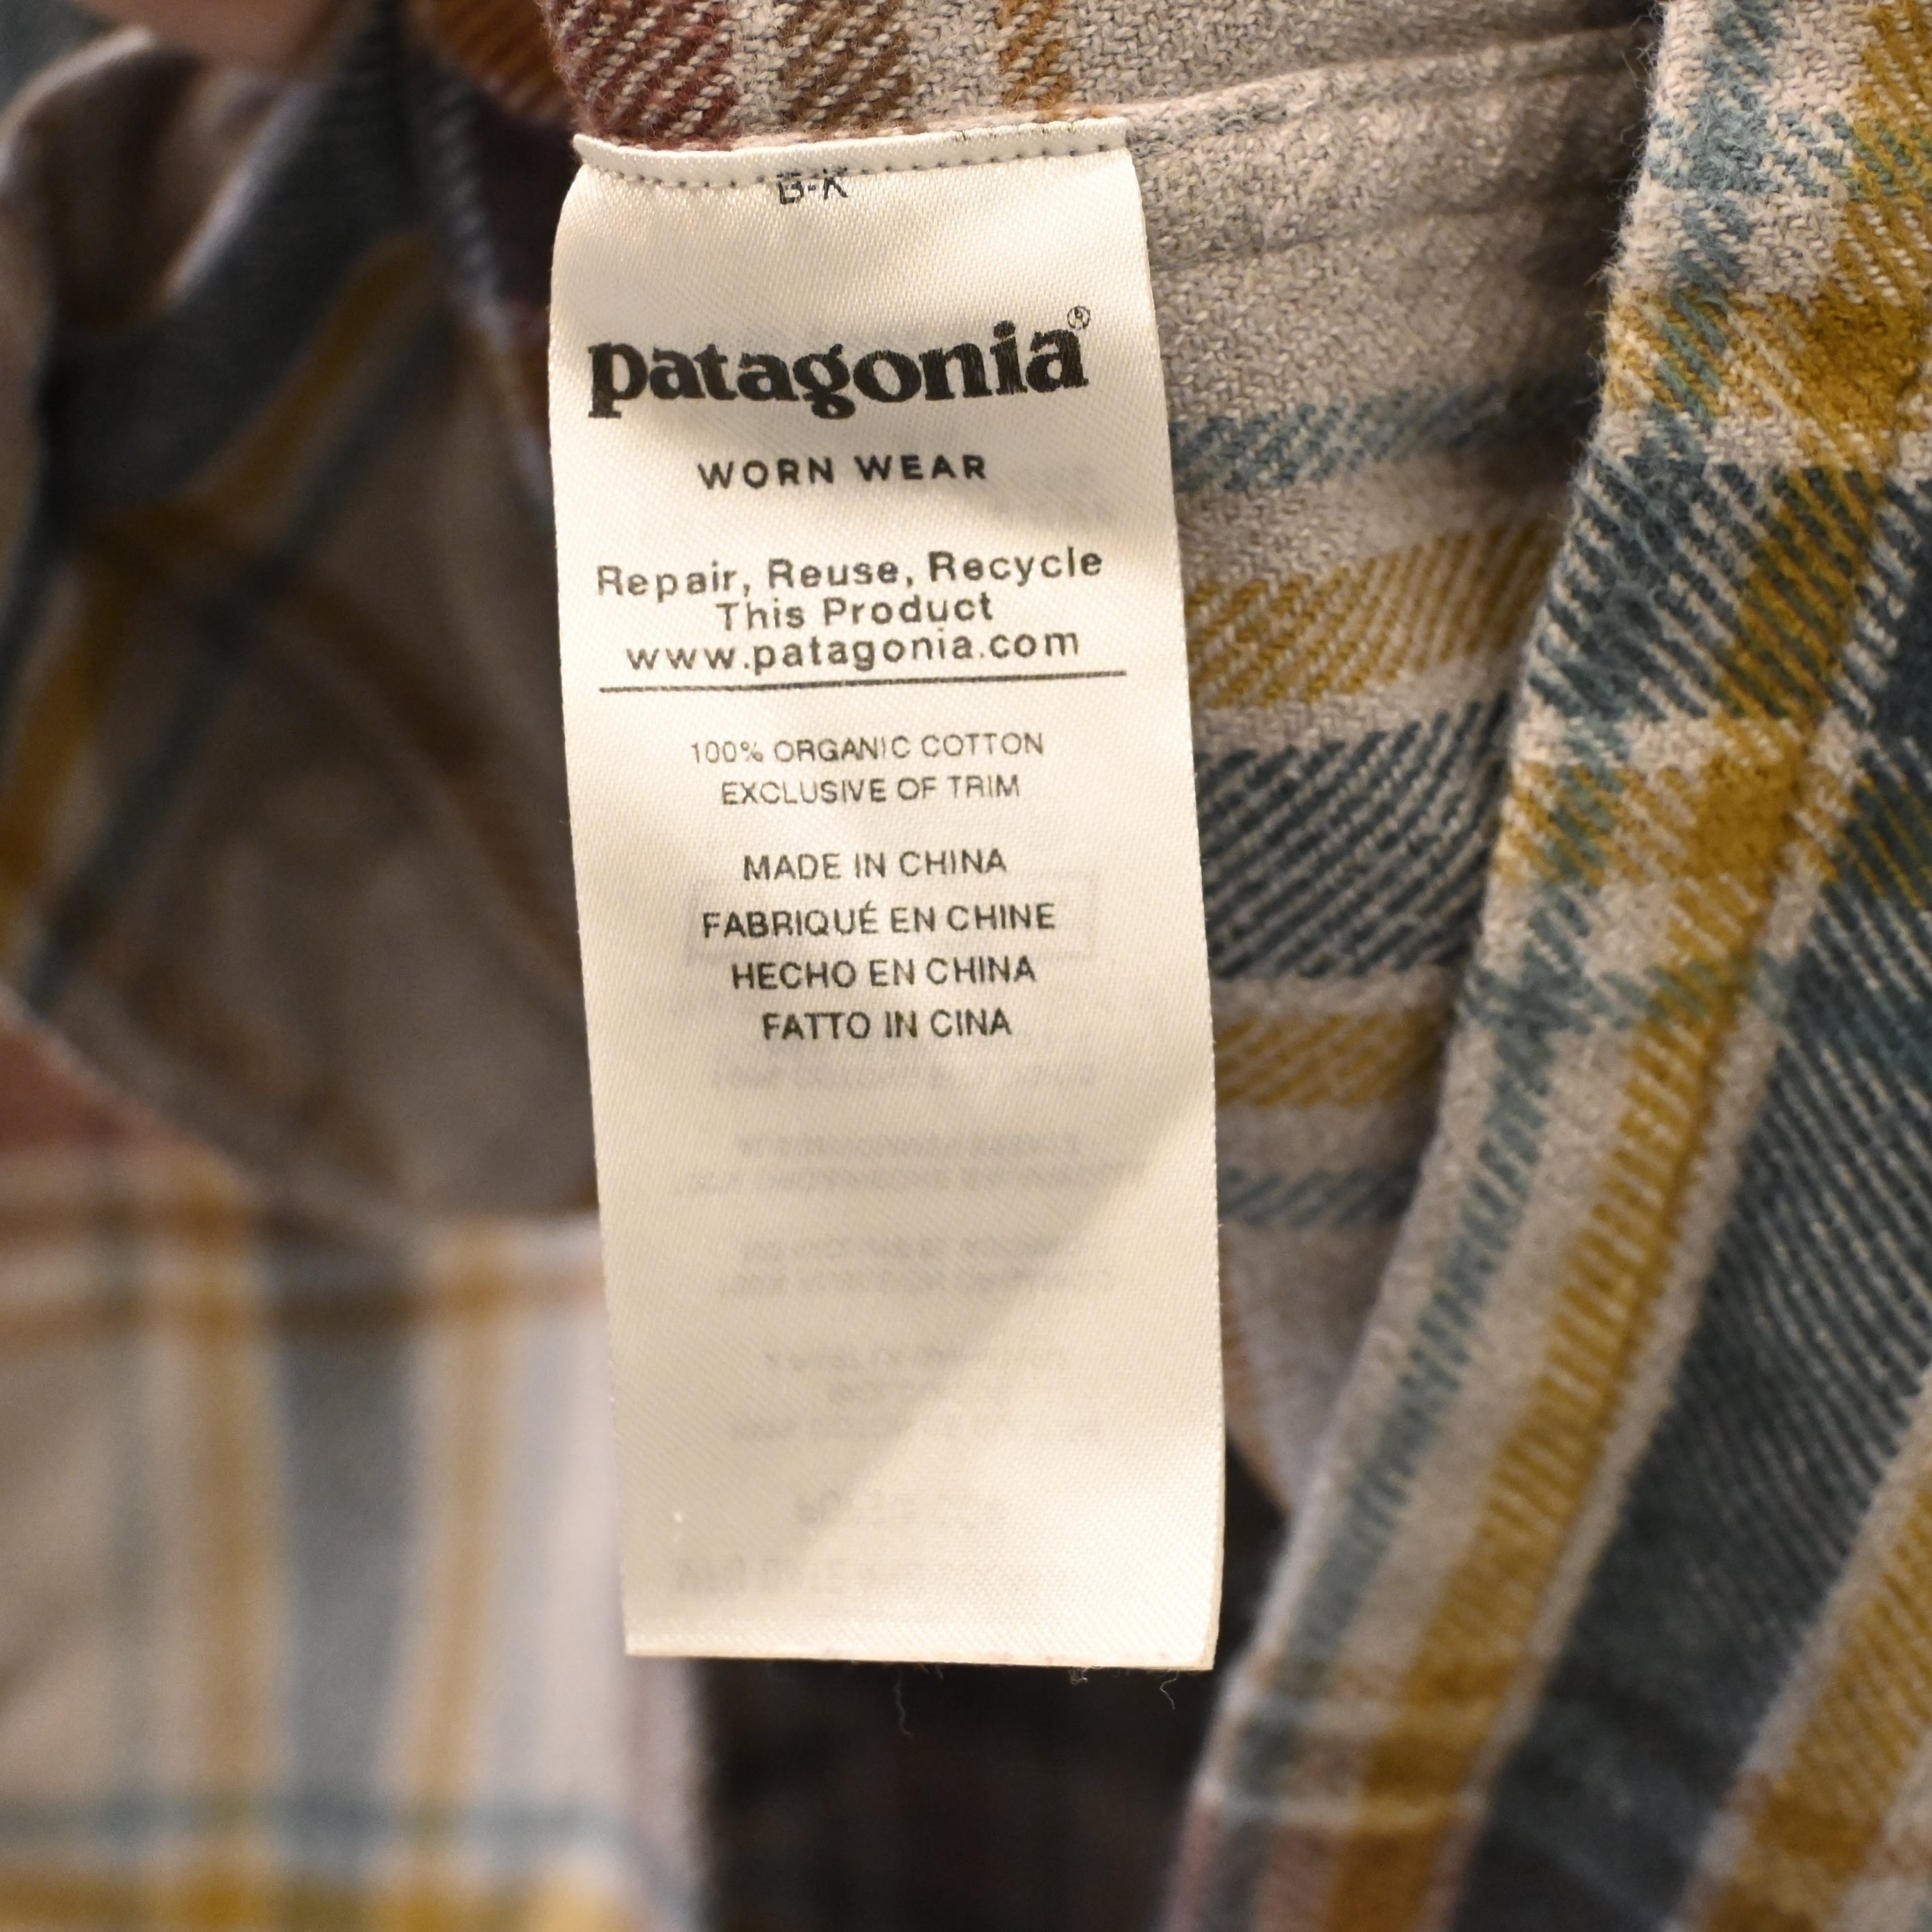 B-K
patagonia®
WORN WEAR
Repair, Reuse, Recycle
This Product
www.patagonia.com
100% ORGANIC COTTON
EXCLUSIVE OF TRIM
MADE IN CHINA
FABRIQUÉ EN CHINE
HECHO EN CHINA
FATTO IN CINA